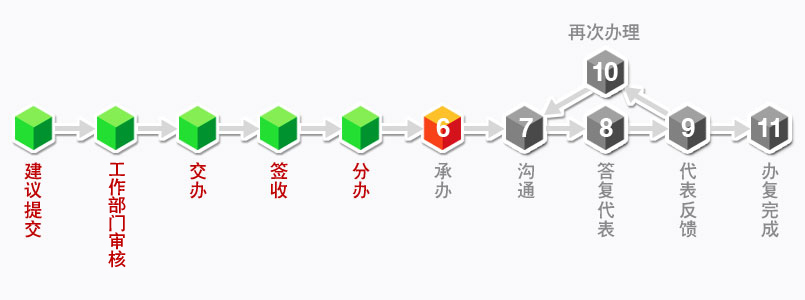 再次办理
10
6
7
8
9
11
建议提交
工作部门审核
交办
签收
分办
承办
沟通
答复代表
代表反馈
办复完成